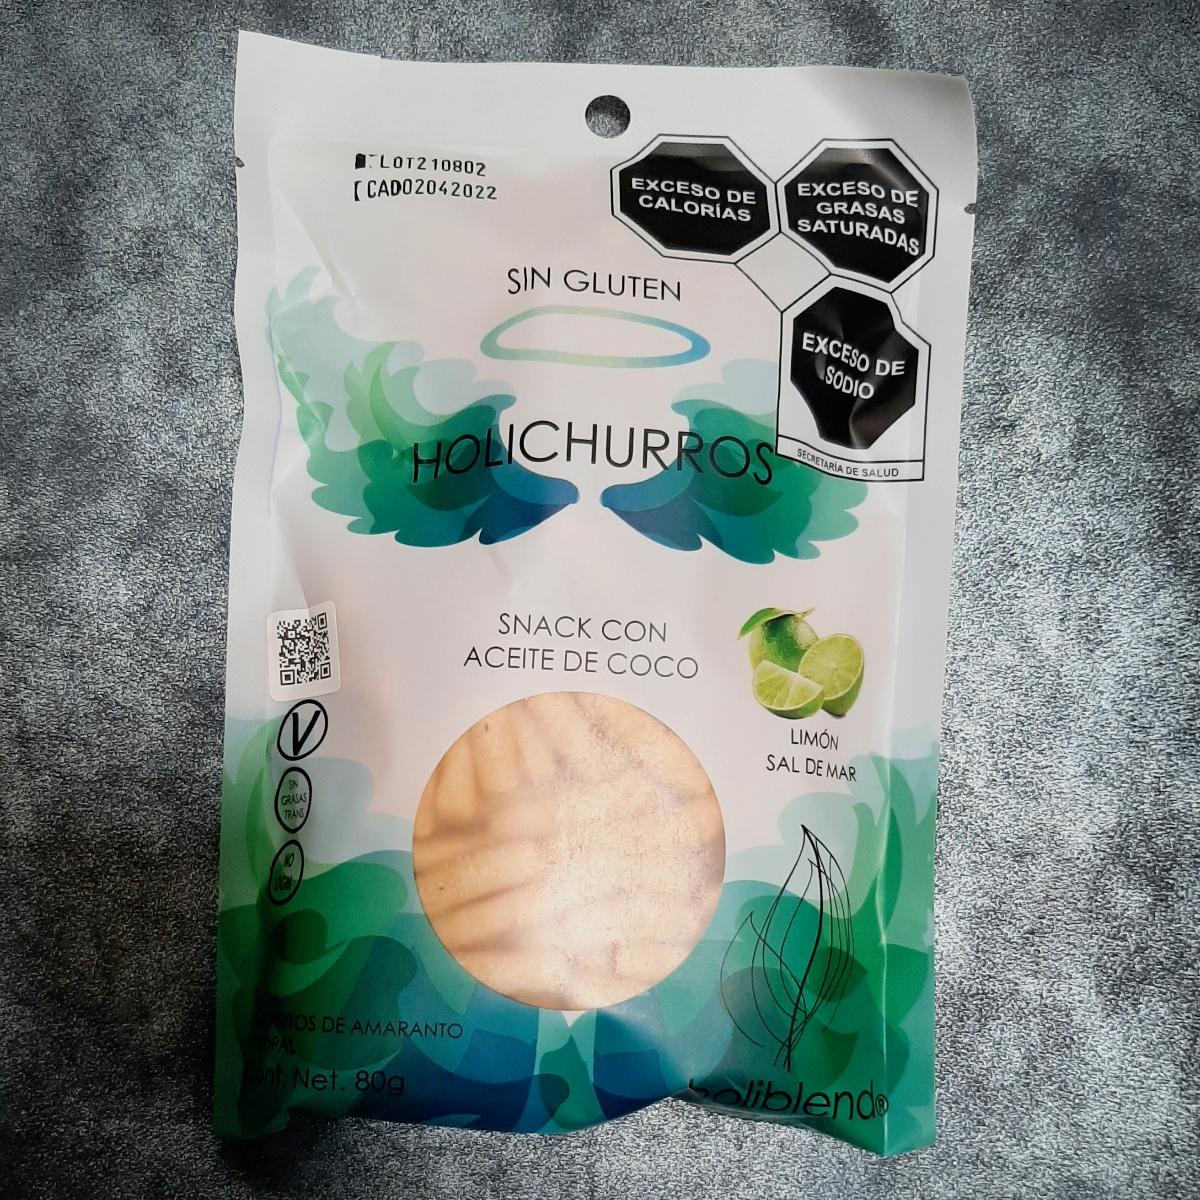 LOT210802
CAD02042022
EXCESO DE
CALORÍAS
EXCESO DE
GRASAS
SATURADAS
EXCESO DE
SODIO
SECRETARÍA DE SALUD
SIN GLUTEN
HOLICHURROS
SNACK CON
ACEITE DE COCO
LIMÓN
SAL DE MAR
V
SIN
GRASAS
TRANS
NO
OGM
DE AMARANTO
Net. 80g
holiblend®